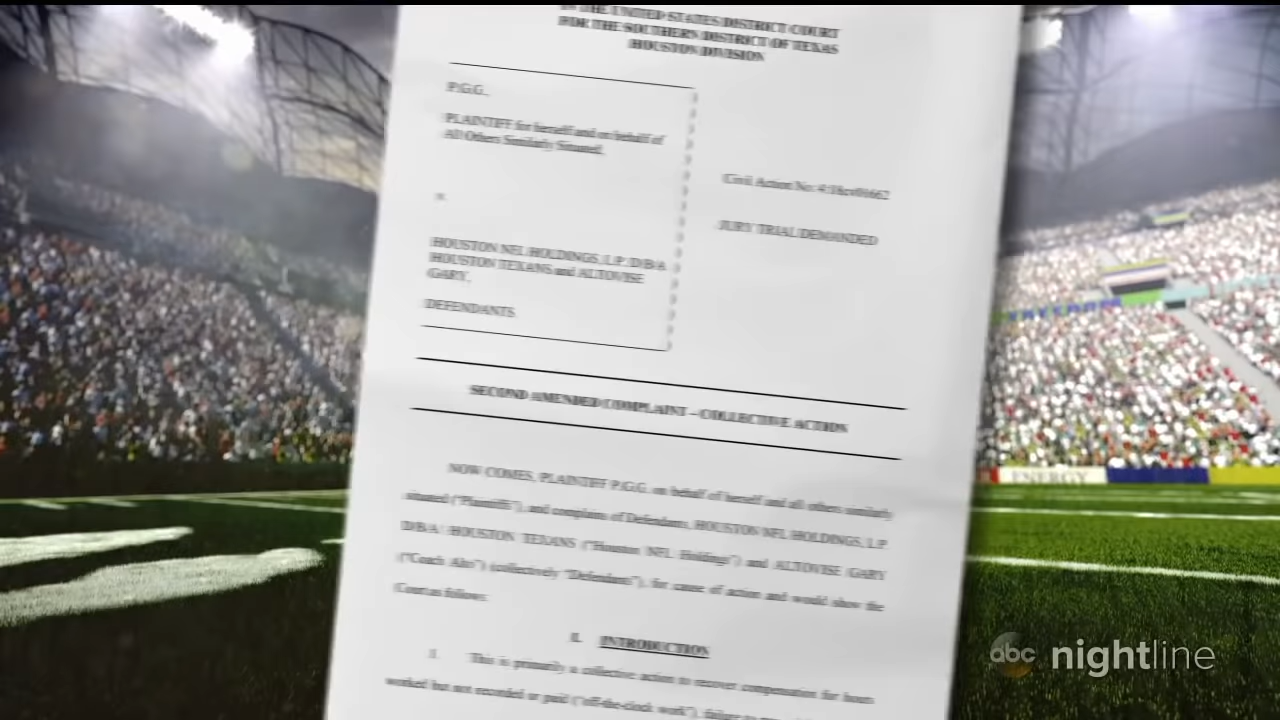 IN THE UNITED STATES DISTRICT COURT
FOR THE SOUTHERN DISTRICT OF TEXAS
HOUSTON DIVISION
P.G.G.,
PLAINTIFF for herself and on behalf of
All Others Similarly Situated,
v.
HOUSTON NFL HOLDINGS, L.P. D/B/A
HOUSTON TEXANS and ALTOVISE
GARY,
DEFENDANTS
Civil Action No: 4:18cv01662
JURY TRIAL DEMANDED
SECOND AMENDED COMPLAINT – COLLECTIVE ACTION
NOW COMES, PLAINTIFF P.G.G. on behalf of herself and all others similarly
situated ("Plaintiffs"), and complains of Defendants, HOUSTON NFL HOLDINGS, L.P.
D/B/A HOUSTON TEXANS ("Houston NFL Holdings") and ALTOVISE GARY
("Coach Alto") (collectively "Defendants"), for cause of action and would show the
Court as follows:
I. INTRODUCTION
1. This is primarily a collective action to recover compensation for hours
worked but not recorded or paid ("off-the-clock work"), failure to
ENERGY
abc nightline